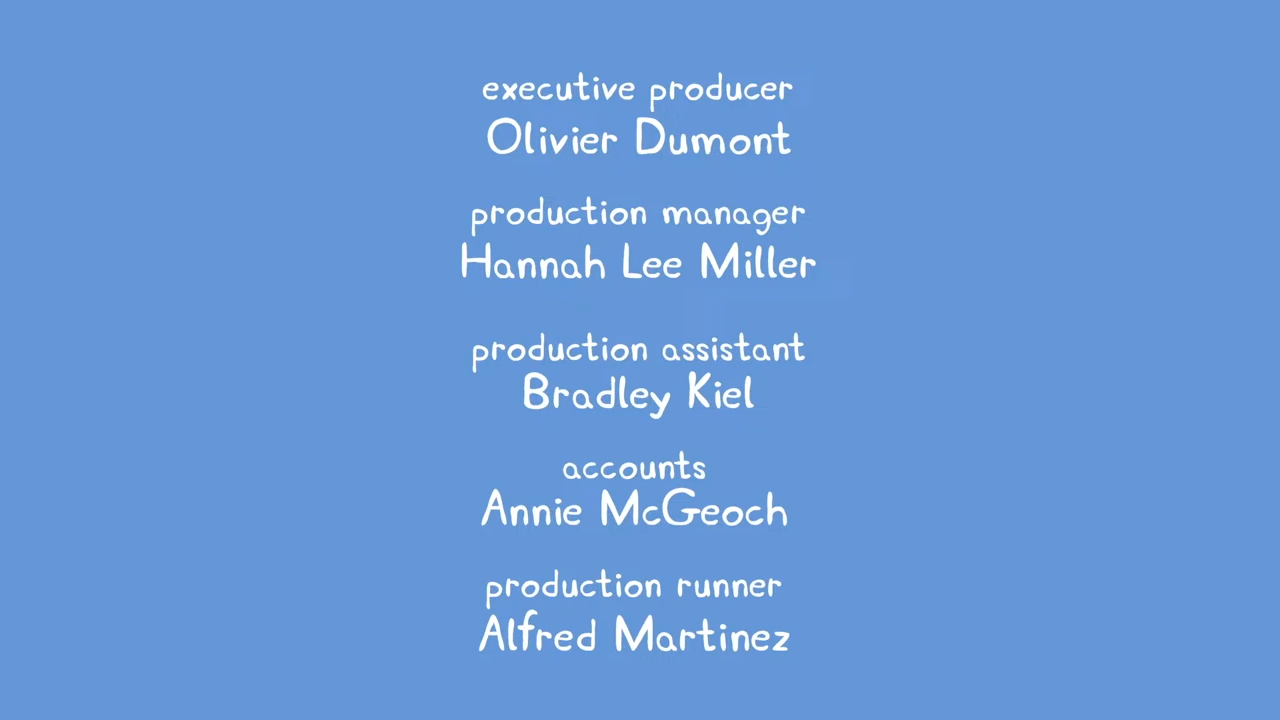 executive producer
Olivier Dumont
production manager
Hannah Lee Miller
production assistant
Bradley Kiel
accounts
Annie McGeoch
production runner
Alfred Martinez